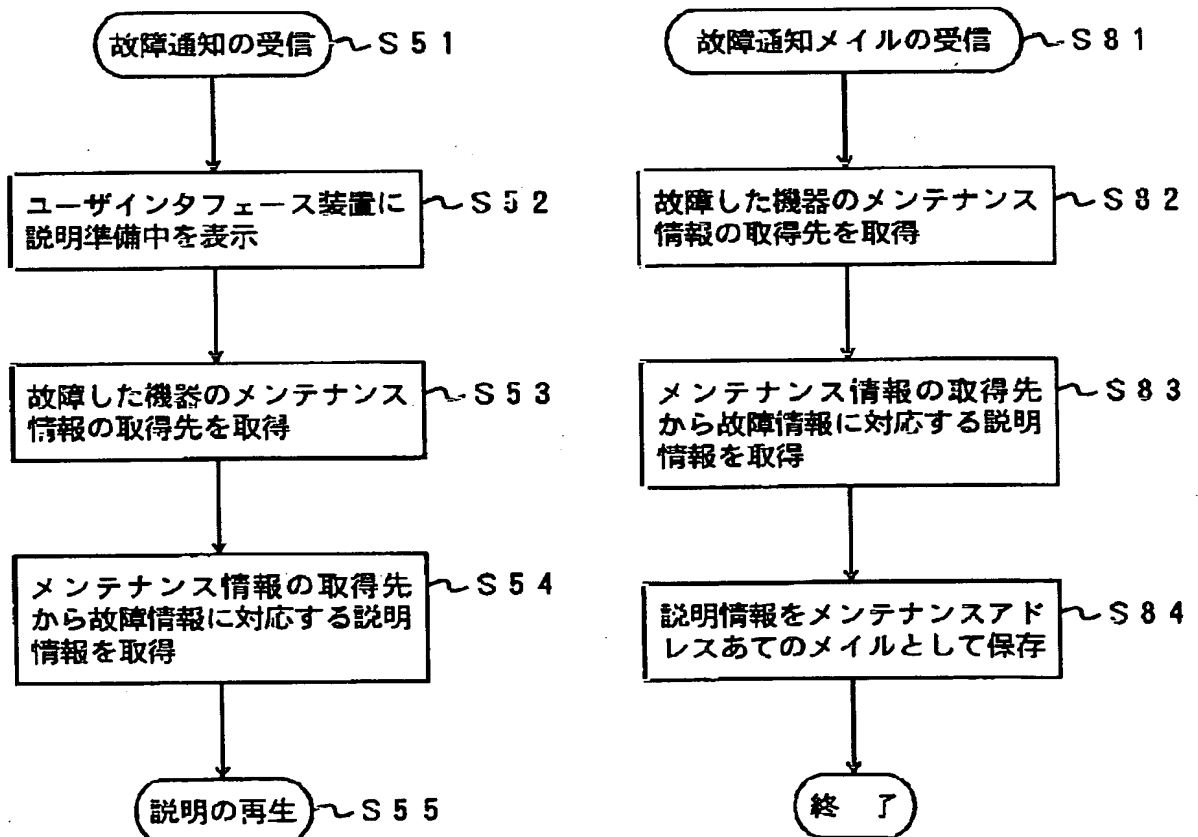 故障通知の受信 S51
ユーザインタフェース装置に S52
説明準備中を表示
故障した機器のメンテナンス S53
情報の取得先を取得
メンテナンス情報の取得先 S54
から故障情報に対応する説明
情報を取得
説明の再生 S55
故障通知メイルの受信 S81
故障した機器のメンテナンス S82
情報の取得先を取得
メンテナンス情報の取得先 S83
から故障情報に対応する説明
情報を取得
説明情報をメンテナンスアド S84
レスあてのメイルとして保存
終 了